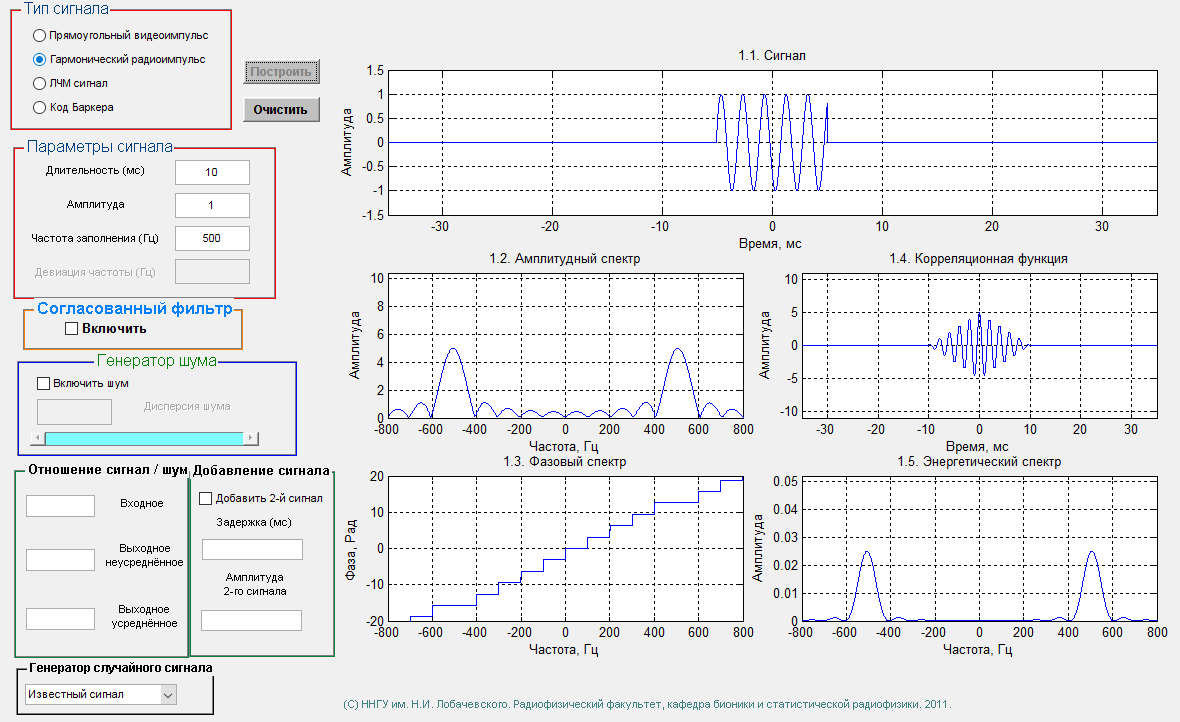 Тип сигнала
Прямоугольный видеоимпульс
Гармонический радиоимпульс
ЛЧМ сигнал
Код Баркера
Построить
Очистить
Параметры сигнала
Длительность (мс)
10
Амплитуда
1
Частота заполнения (Гц)
500
Девиация частоты (Гц)
Согласованный фильтр
Включить
Генератор шума
Включить шум
Дисперсия шума
Отношение сигнал / шум
Входное
Выходное
неусреднённое
Выходное
усреднённое
Добавление сигнала
Добавить 2-й сигнал
Задержка (мс)
Амплитуда
2-го сигнала
Генератор случайного сигнала
Известный сигнал
1.1. Сигнал
Амплитуда
1.5
1
0.5
0
-0.5
-1
-1.5
-30 -20 -10 0 10 20 30
Время, мс
1.2. Амплитудный спектр
Амплитуда
10
8
6
4
2
0
-800 -600 -400 -200 0 200 400 600 800
Частота, Гц
1.4. Корреляционная функция
Амплитуда
10
5
0
-5
-10
-30 -20 -10 0 10 20 30
Время, мс
1.3. Фазовый спектр
Фаза, Рад
20
10
0
-10
-20
-800 -600 -400 -200 0 200 400 600 800
Частота, Гц
1.5. Энергетический спектр
Амплитуда
0.05
0.04
0.03
0.02
0.01
0
-800 -600 -400 -200 0 200 400 600 800
Частота, Гц
(С) ННГУ им. Н.И. Лобачевского. Радиофизический факультет, кафедра бионики и статистической радиофизики. 2011.